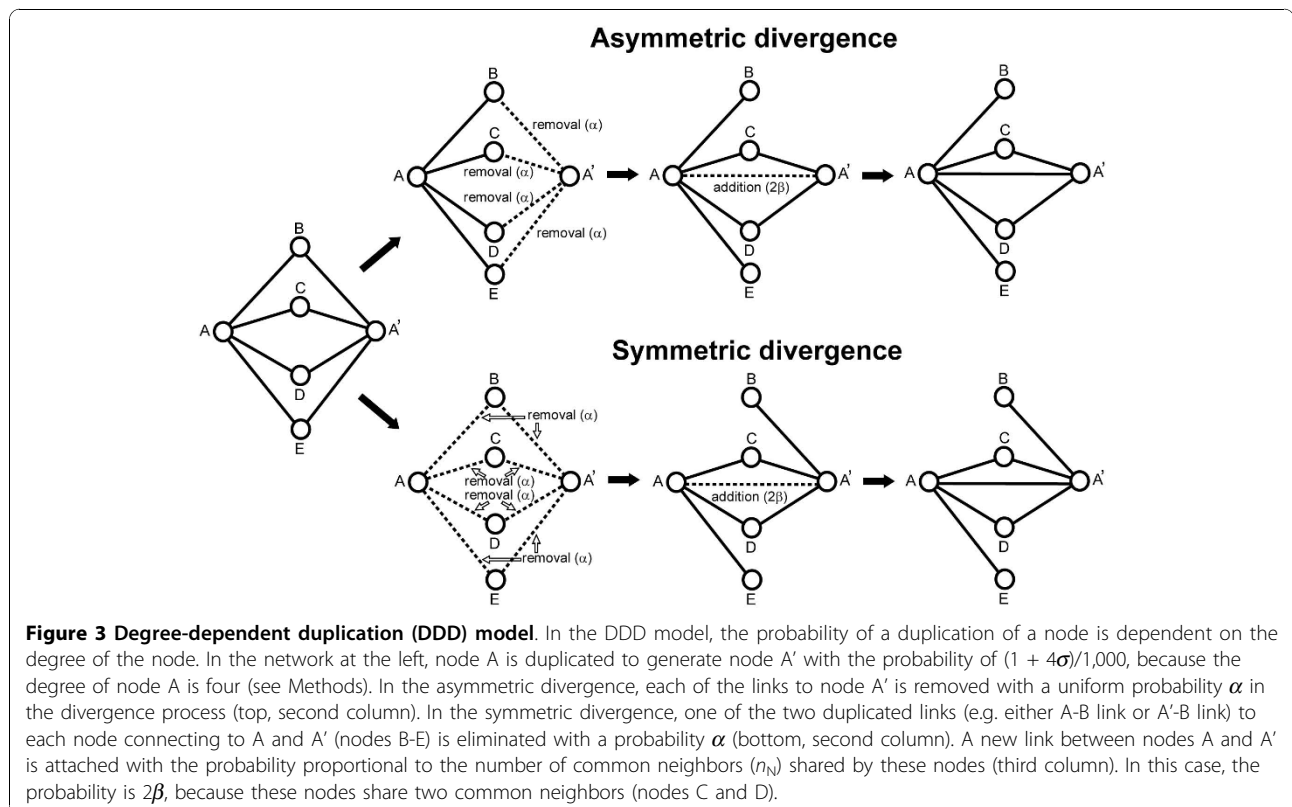 Asymmetric divergence
B
removal (α)
C
A
removal (α)
A'
removal (α)
D
removal (α)
E
B
C
A
A'
addition (2β)
D
E
B
C
A
A'
D
E
B
C
A
A'
D
E
Symmetric divergence
B
removal (α)
C
A
removal (α)
A'
removal (α)
D
removal (α)
E
B
C
A
A'
addition (2β)
D
E
B
C
A
A'
D
E
Figure 3 Degree-dependent duplication (DDD) model. In the DDD model, the probability of a duplication of a node is dependent on the
degree of the node. In the network at the left, node A is duplicated to generate node A' with the probability of (1 + 4σ)/1,000, because the
degree of node A is four (see Methods). In the asymmetric divergence, each of the links to node A' is removed with a uniform probability α in
the divergence process (top, second column). In the symmetric divergence, one of the two duplicated links (e.g. either A-B link or A'-B link) to
each node connecting to A and A' (nodes B-E) is eliminated with a probability α (bottom, second column). A new link between nodes A and A'
is attached with the probability proportional to the number of common neighbors (nN) shared by these nodes (third column). In this case, the
probability is 2β, because these nodes share two common neighbors (nodes C and D).